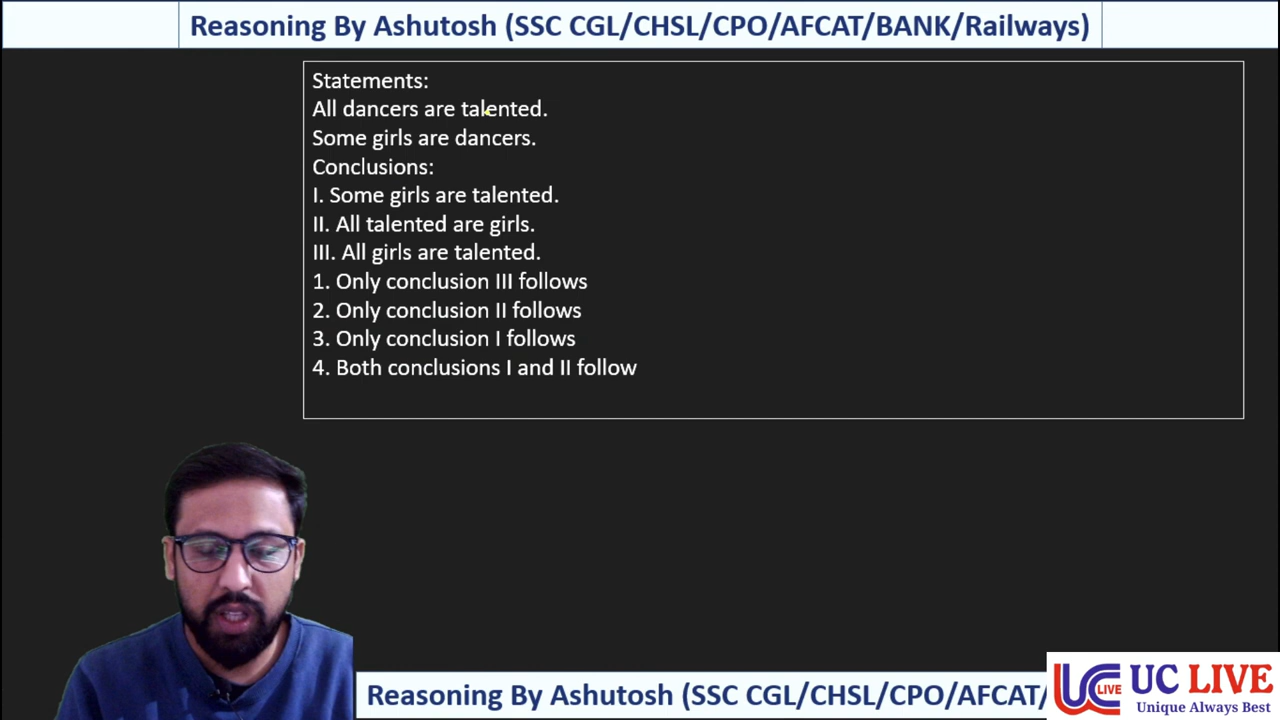 Reasoning By Ashutosh (SSC CGL/CHSL/CPO/AFCAT/BANK/Railways)
Statements:
All dancers are talented.
Some girls are dancers.
Conclusions:
I. Some girls are talented.
II. All talented are girls.
III. All girls are talented.
1. Only conclusion III follows
2. Only conclusion II follows
3. Only conclusion I follows
4. Both conclusions I and II follow
Reasoning By Ashutosh (SSC CGL/CHSL/CPO/AFCAT/
UC LIVE UC LIVE
Unique Always Best